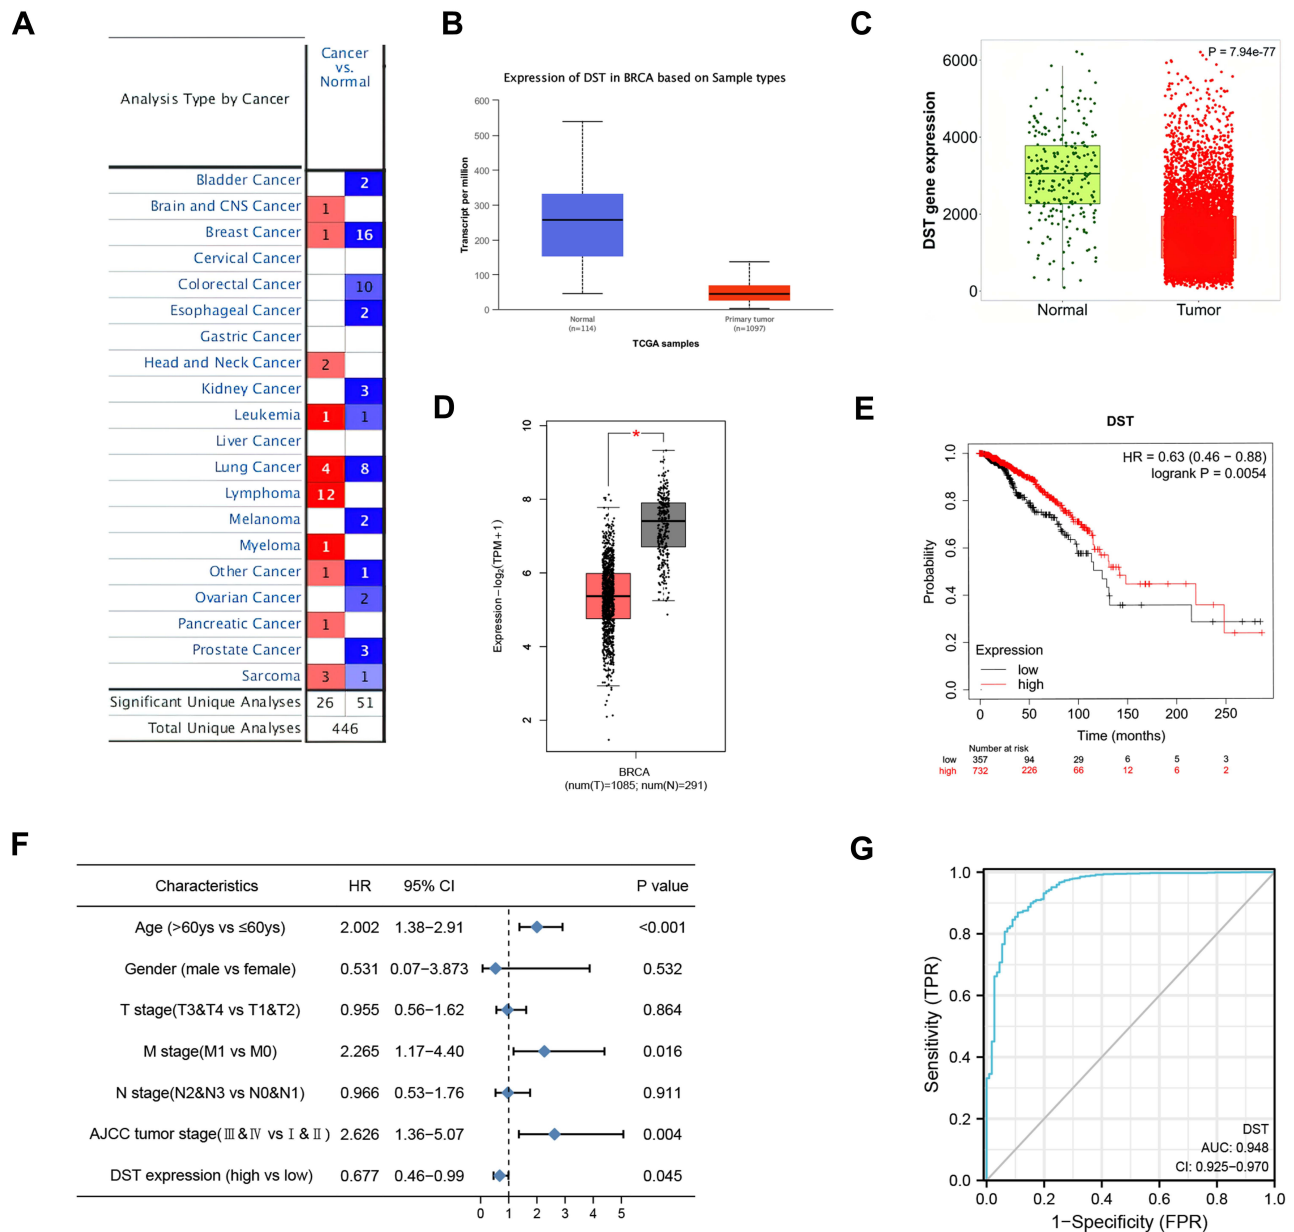 A
Analysis Type by Cancer
Cancer
vs.
Normal
Bladder Cancer 2
Brain and CNS Cancer 1
Breast Cancer 1 16
Cervical Cancer
Colorectal Cancer 10
Esophageal Cancer 2
Gastric Cancer
Head and Neck Cancer 2
Kidney Cancer 3
Leukemia 1 1
Liver Cancer
Lung Cancer 4 8
Lymphoma 12
Melanoma 2
Myeloma 1
Other Cancer 1 1
Ovarian Cancer 2
Pancreatic Cancer 1
Prostate Cancer 3
Sarcoma 3 1
Significant Unique Analyses 26 51
Total Unique Analyses 446
B
Expression of DST in BRCA based on Sample types
Transcript per million
600
500
400
300
200
100
0
Normal
(n=114)
Primary tumor
(n=1097)
TCGA samples
C
P = 7.94e-77
DST gene expression
6000
4000
2000
0
Normal Tumor
D
*
Expression−log2(TPM+1)
10
8
6
4
2
BRCA
(num(T)=1085; num(N)=291)
E
DST
HR = 0.63 (0.46 − 0.88)
logrank P = 0.0054
Probability
1.0
0.8
0.6
0.4
0.2
0.0
Expression
low
high
0 50 100 150 200 250
Time (months)
Number at risk
low 357 94 29 6 5 3
high 732 226 66 12 6 2
F
Characteristics HR 95% CI P value
Age (>60ys vs ≤60ys) 2.002 1.38−2.91 <0.001
Gender (male vs female) 0.531 0.07−3.873 0.532
T stage(T3&T4 vs T1&T2) 0.955 0.56−1.62 0.864
M stage(M1 vs M0) 2.265 1.17−4.40 0.016
N stage(N2&N3 vs N0&N1) 0.966 0.53−1.76 0.911
AJCC tumor stage(Ⅲ&Ⅳ vs Ⅰ&Ⅱ) 2.626 1.36−5.07 0.004
DST expression (high vs low) 0.677 0.46−0.99 0.045
0 1 2 3 4 5
G
Sensitivity (TPR)
1.0
0.8
0.6
0.4
0.2
0.0
DST
AUC: 0.948
CI: 0.925−0.970
0.0 0.2 0.4 0.6 0.8 1.0
1−Specificity (FPR)